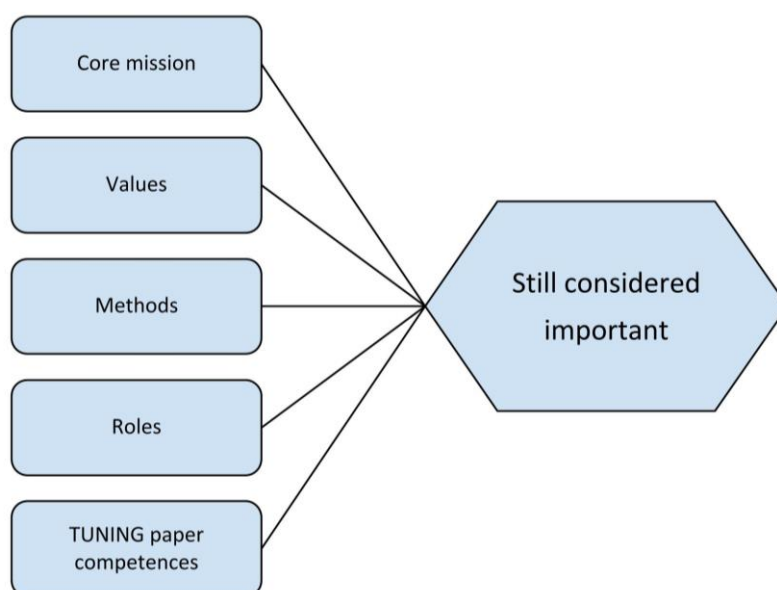 Core mission
Values
Methods
Roles
TUNING paper
competences
Still considered
important